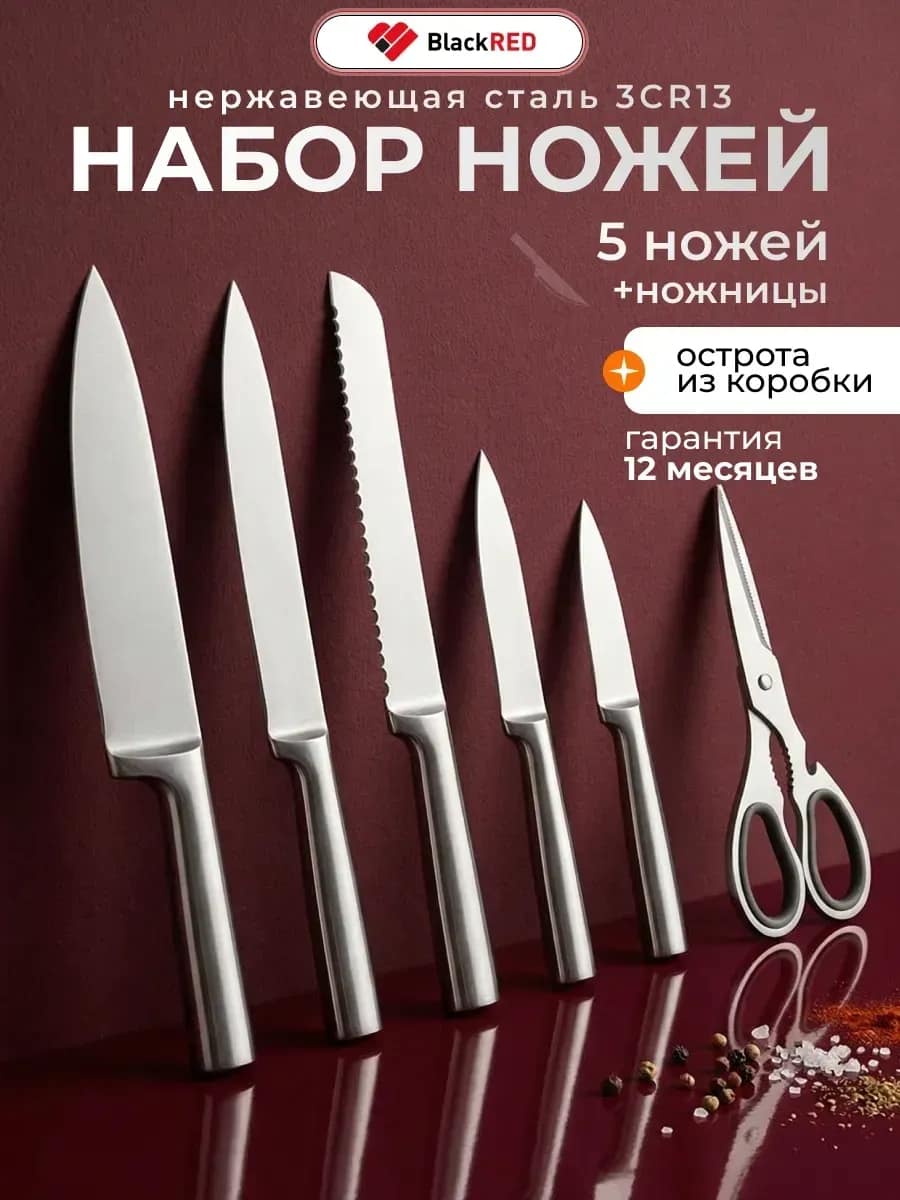 BlackRED
нержавеющая сталь 3CR13
НАБОР НОЖЕЙ
5 ножей
+ножницы
острота
из коробки
гарантия
12 месяцев